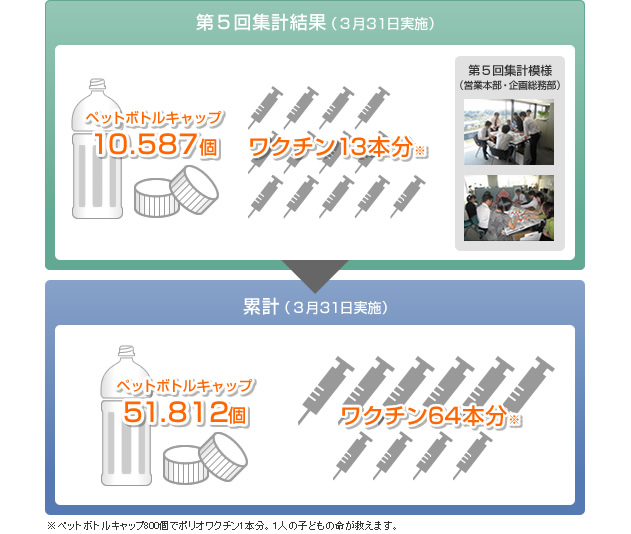 第５回集計結果（３月31日実施）
ペットボトルキャップ
10.587個
ワクチン13本分※
第５回集計模様
（営業本部・企画総務部）
累計（３月31日実施）
ペットボトルキャップ
51.812個
ワクチン64本分※
※ペットボトルキャップ800個でポリオワクチン1本分。1人の子どもの命が救えます。